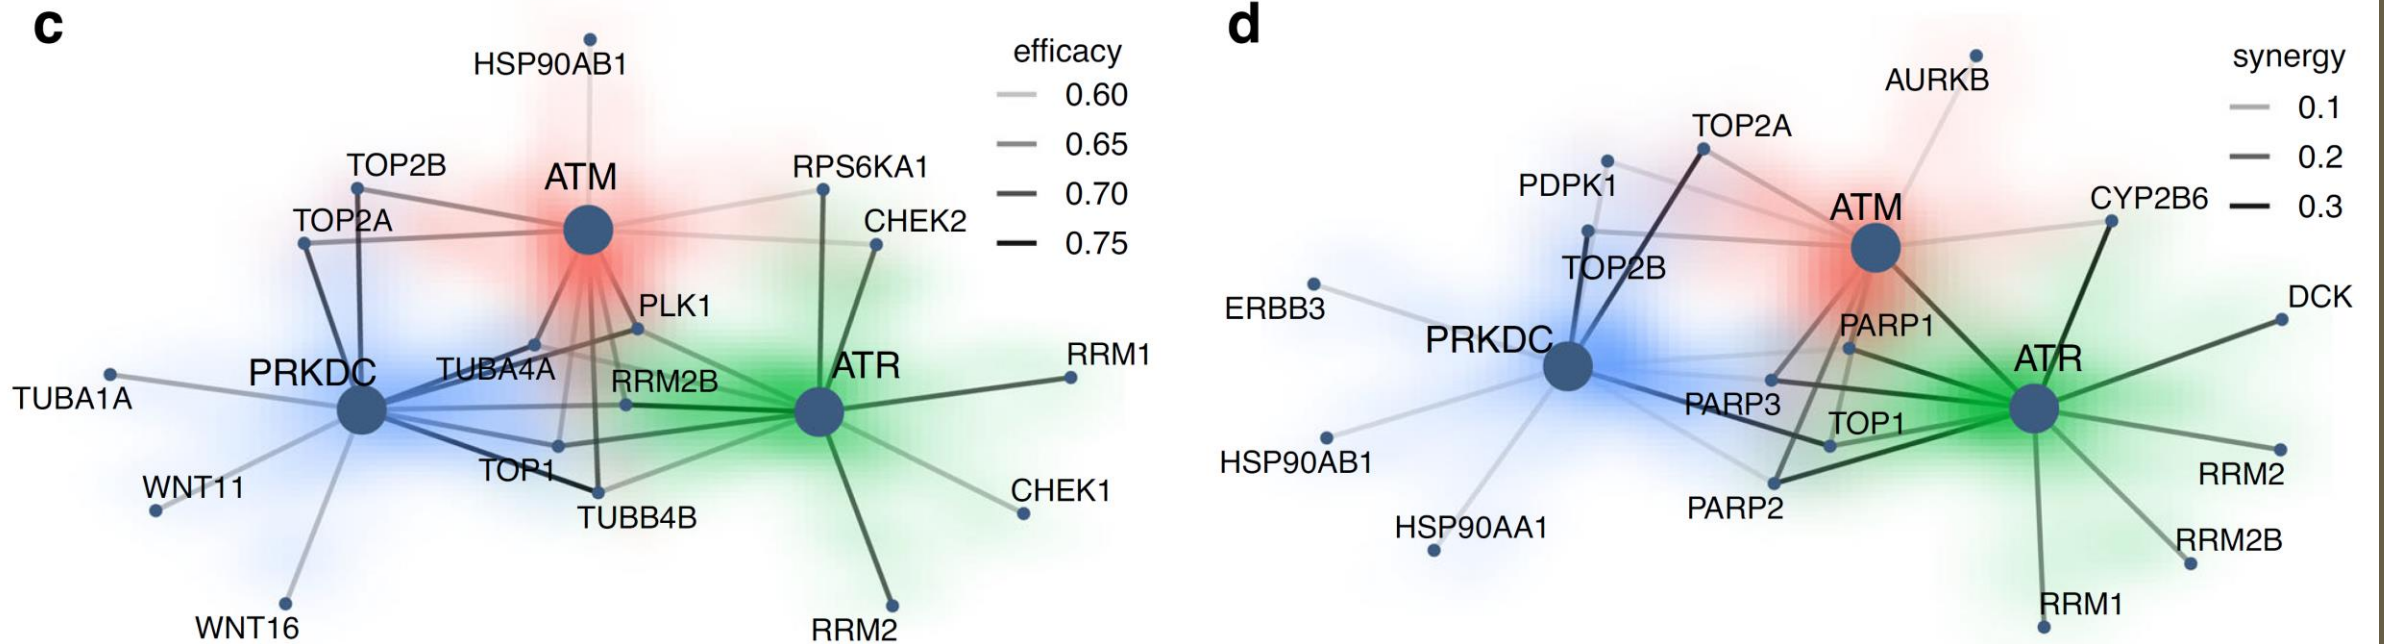 c
HSP90AB1
efficacy
0.60
0.65
0.70
0.75
TOP2B
ATM
RPS6KA1
TOP2A
CHEK2
PLK1
PRKDC
TUBA4A
RRM2B
ATR
RRM1
TUBA1A
WNT11
TOP1
TUBB4B
CHEK1
WNT16
RRM2
d
AURKB
synergy
0.1
0.2
0.3
TOP2A
PDPK1
ATM
CYP2B6
TOP2B
ERBB3
DCK
PRKDC
PARP1
ATR
PARP3
TOP1
HSP90AB1
RRM2
PARP2
HSP90AA1
RRM2B
RRM1